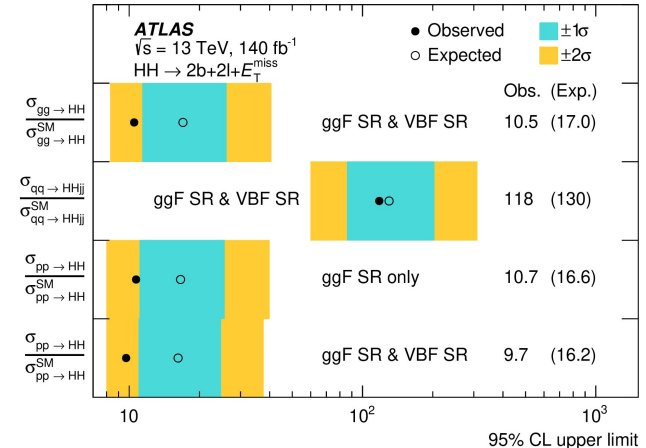 ATLAS
√s = 13 TeV, 140 fb⁻¹
HH → 2b+2l+E_T^miss
● Observed
○ Expected
±1σ
±2σ
Obs. (Exp.)
σ_gg → HH / σ^SM_gg → HH
ggF SR & VBF SR 10.5 (17.0)
σ_qq → HHjj / σ^SM_qq → HHjj
ggF SR & VBF SR 118 (130)
σ_pp → HH / σ^SM_pp → HH
ggF SR only 10.7 (16.6)
σ_pp → HH / σ^SM_pp → HH
ggF SR & VBF SR 9.7 (16.2)
10 10² 10³
95% CL upper limit